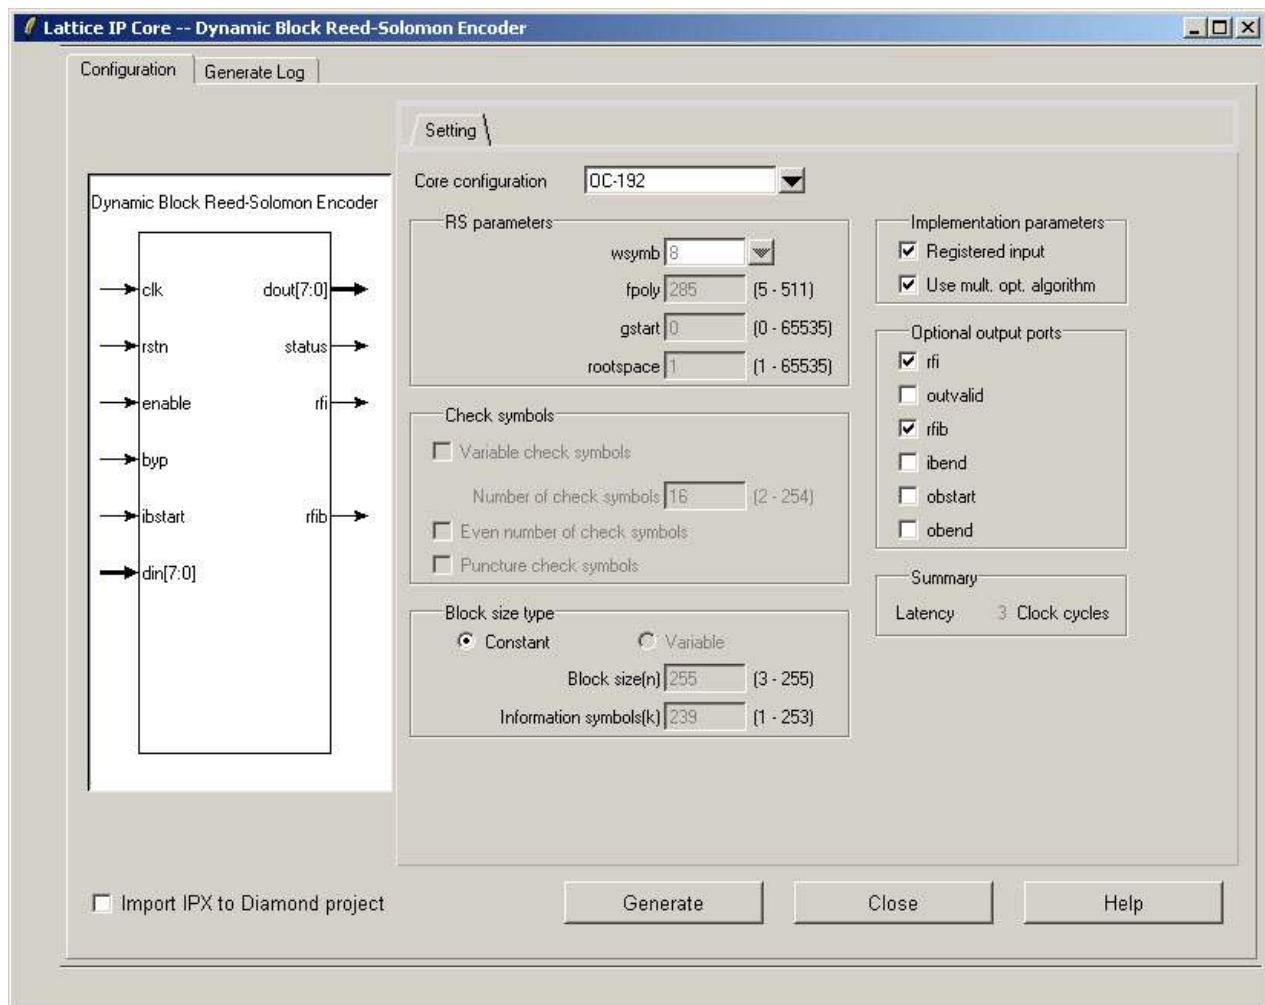 Lattice IP Core -- Dynamic Block Reed-Solomon Encoder
Configuration
Generate Log
Setting
Core configuration OC-192
Dynamic Block Reed-Solomon Encoder
clk dout[7:0]
rstn status
enable rfi
byp
ibstart rfib
din[7:0]
RS parameters
wsymb 8
fpoly 285 (5 - 511)
gstart 0 (0 - 65535)
rootspace 1 (1 - 65535)
Check symbols
Variable check symbols
Number of check symbols 16 (2 - 254)
Even number of check symbols
Puncture check symbols
Block size type
Constant Variable
Block size(n) 255 (3 - 255)
Information symbols(k) 239 (1 - 253)
Implementation parameters
Registered input
Use mult. opt. algorithm
Optional output ports
rfi
outvalid
rfib
ibend
obstart
obend
Summary
Latency 3 Clock cycles
Import IPX to Diamond project
Generate
Close
Help